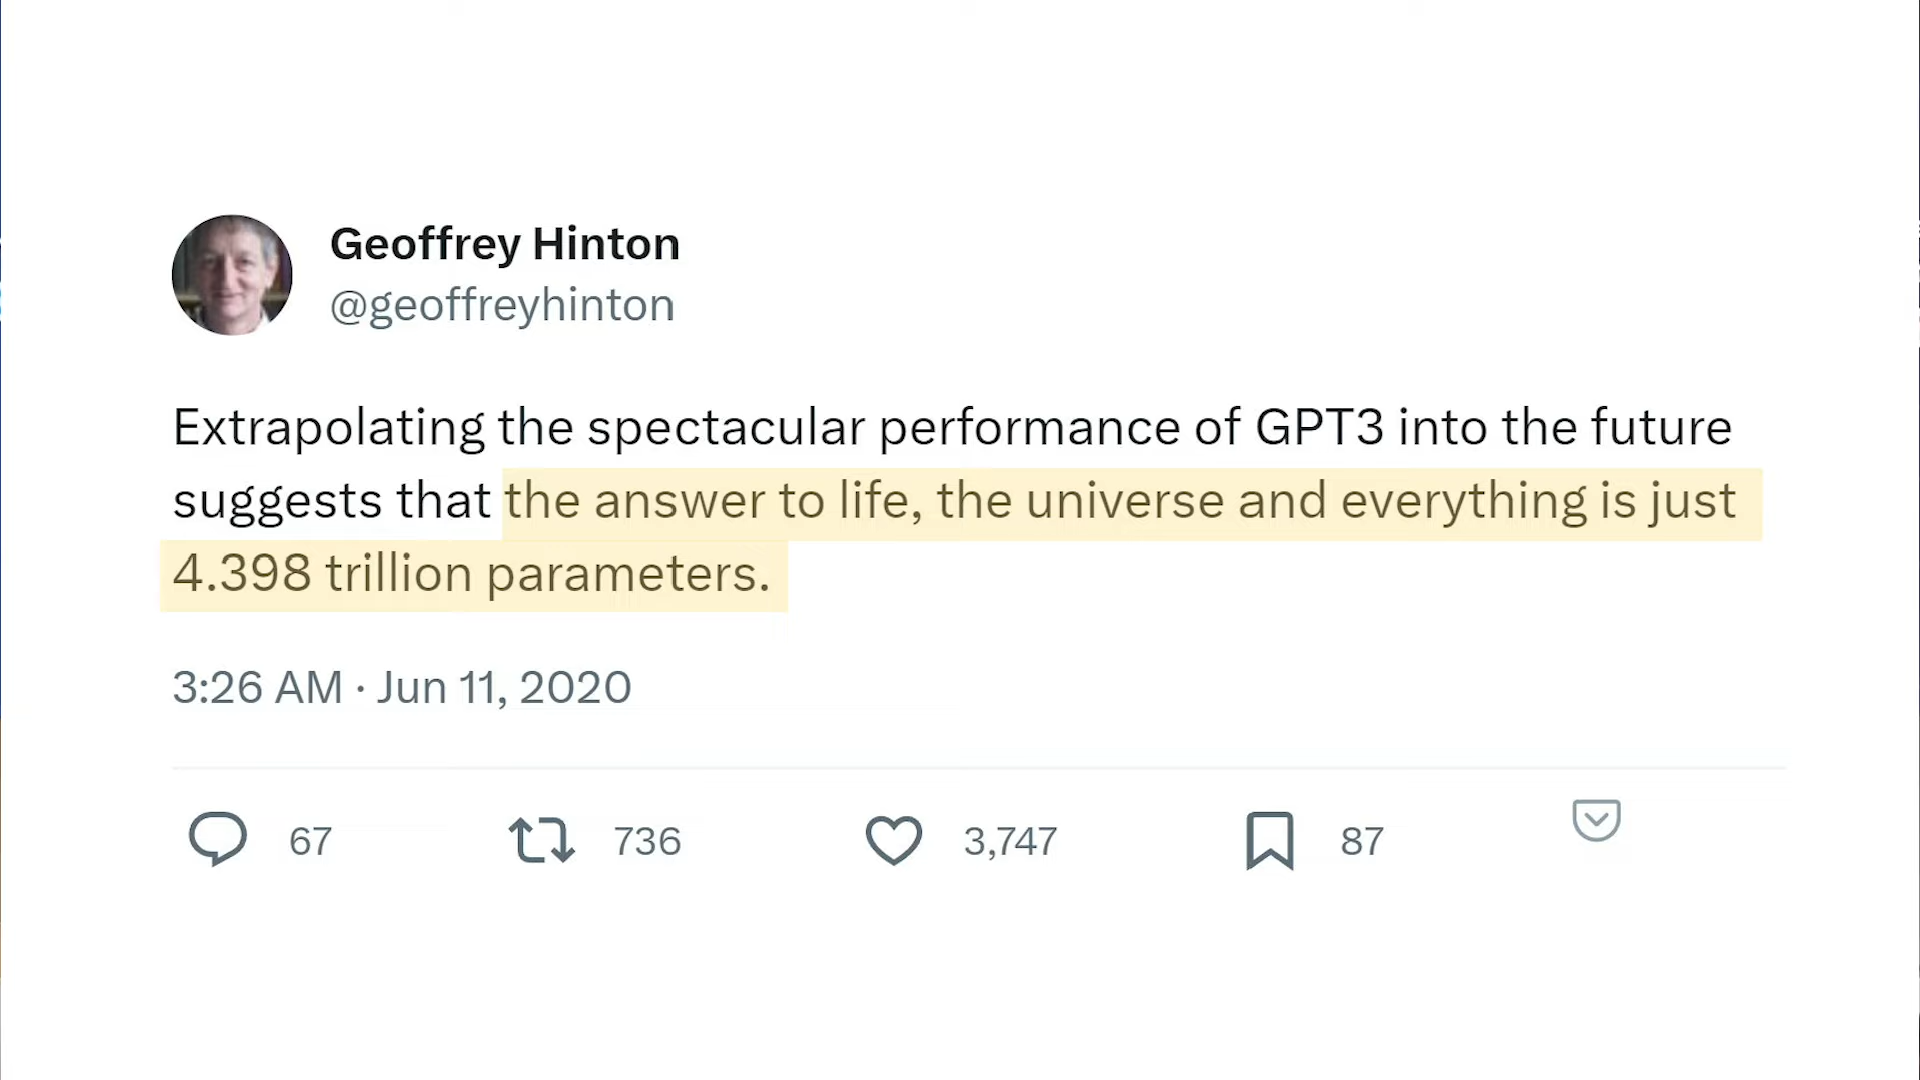 Geoffrey Hinton
@geoffreyhinton
Extrapolating the spectacular performance of GPT3 into the future
suggests that the answer to life, the universe and everything is just
4.398 trillion parameters.
3:26 AM · Jun 11, 2020
67 736 3,747 87